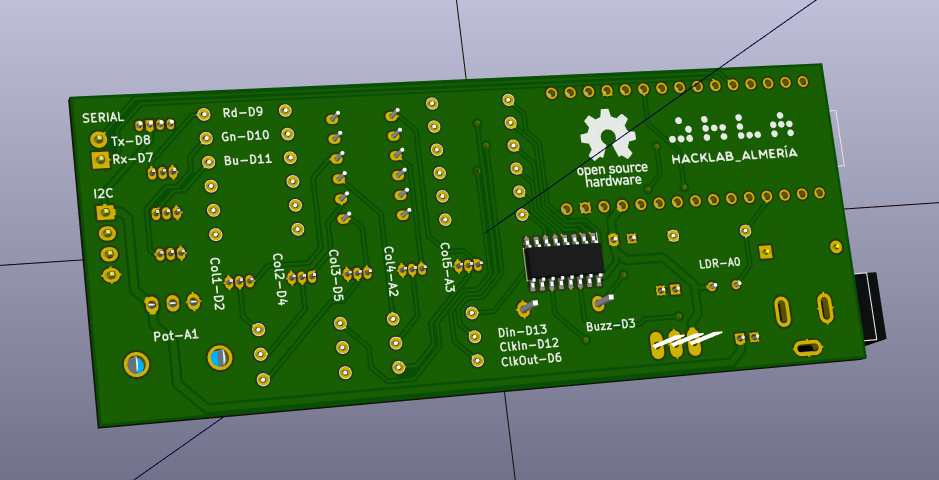 SERIAL
Tx-D8
Rx-D7
I2C
Rd-D9
Gn-D10
Bu-D11
open source
hardware
HACKLAB_ALMERÍA
Col1-D2
Col2-D4
Col3-D5
Col4-A2
Col5-A3
LDR-A0
Pot-A1
Din-D13
ClkIn-D12
ClkOut-D6
Buzz-D3